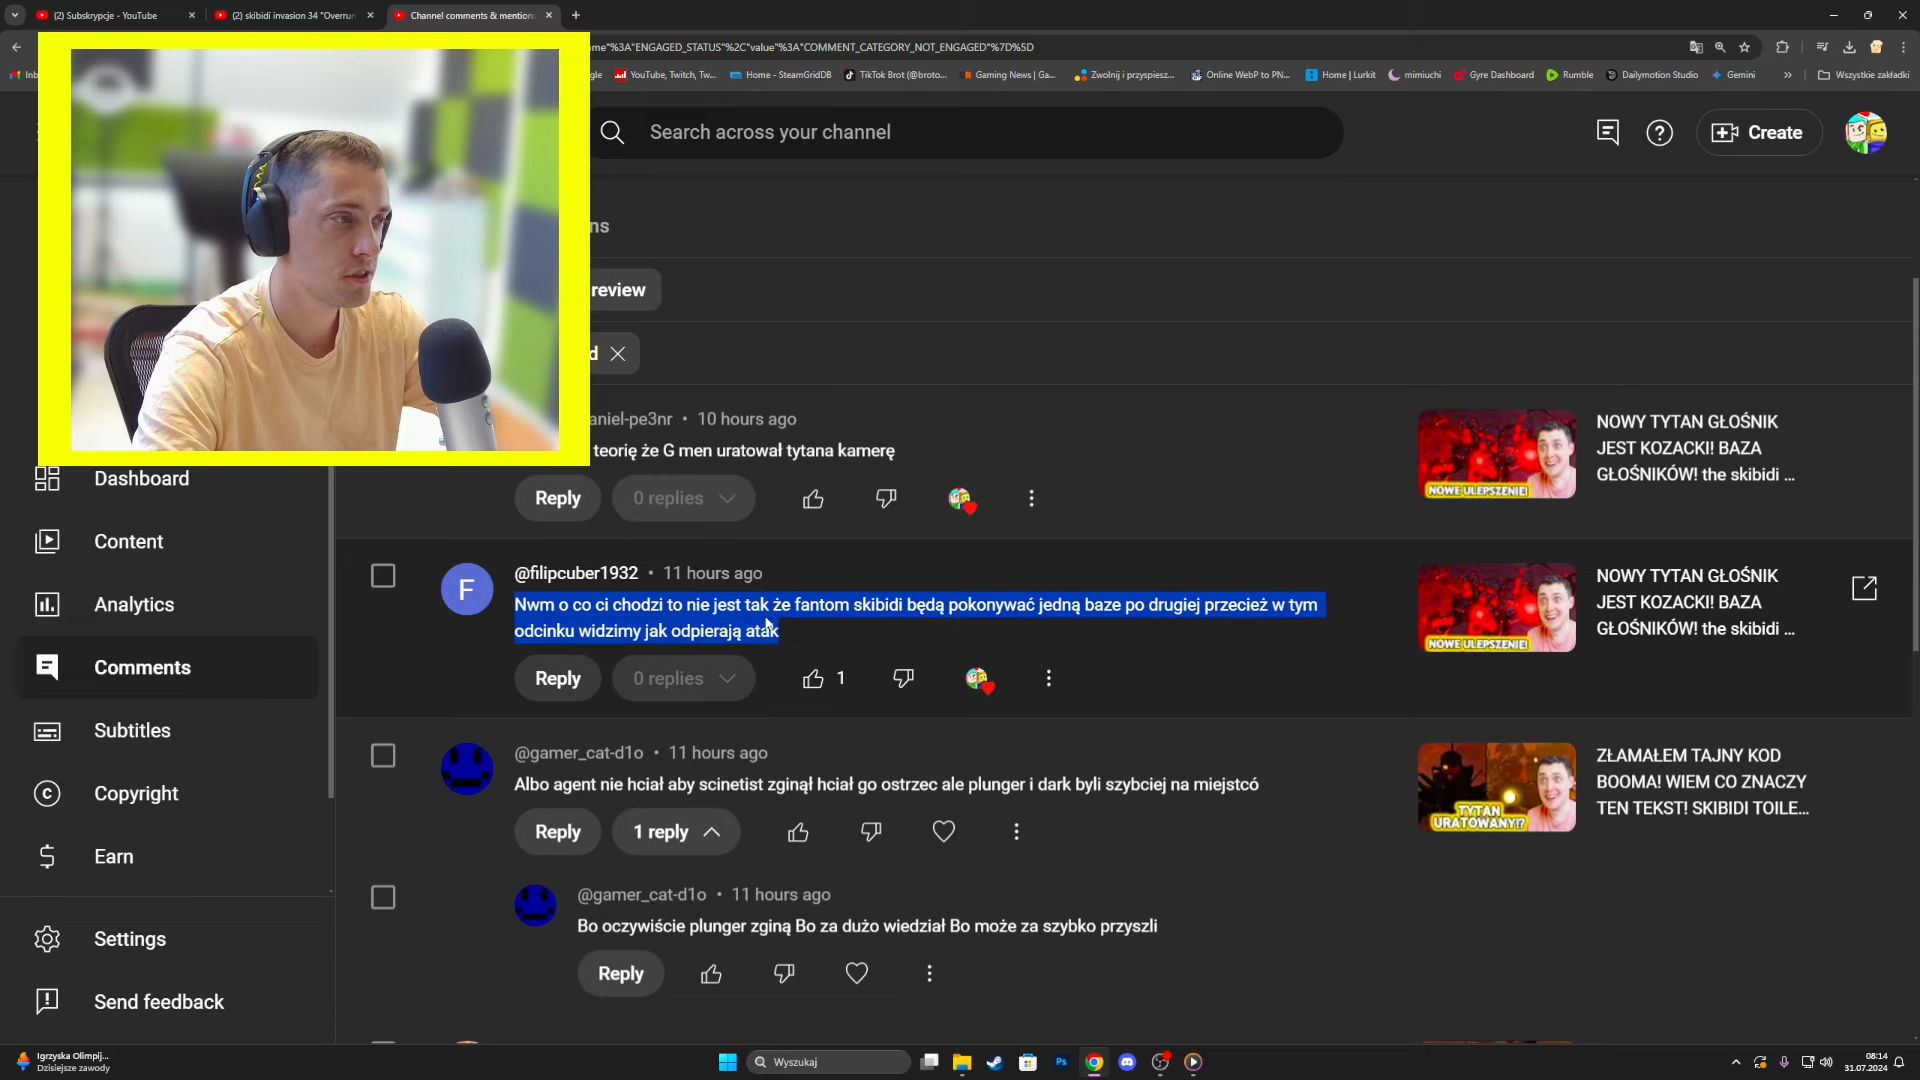 (2) Subskrypcje - YouTube
(2) skibidi invasion 34 "Overrun
Channel comments & mentions
me"%3A"ENGAGED_STATUS"%2C"value"%3A"COMMENT_CATEGORY_NOT_ENGAGED"%7D%5D
YouTube, Twitch, Tw...
Home - SteamGridDB
TikTok Brot (@broto...
Gaming News | Ga...
Zwolnij i przyspiesz...
Online WebP to PN...
Home | Lurkit
mimiuchi
Gyre Dashboard
Rumble
Dailymotion Studio
Gemini
Wszystkie zakładki
Search across your channel
Create
ns
review
d
aniel-pe3nr • 10 hours ago
teorię że G men uratował tytana kamerę
Reply
0 replies
NOWY TYTAN GŁOŚNIK
JEST KOZACKI! BAZA
GŁOŚNIKÓW! the skibidi ...
NOWE ULEPSZENIE!
Dashboard
Content
Analytics
Comments
Subtitles
Copyright
Earn
Settings
Send feedback
F
@filipcuber1932 • 11 hours ago
Nwm o co ci chodzi to nie jest tak że fantom skibidi będą pokonywać jedną baze po drugiej przecież w tym
odcinku widzimy jak odpierają atak
Reply
0 replies
1
NOWY TYTAN GŁOŚNIK
JEST KOZACKI! BAZA
GŁOŚNIKÓW! the skibidi ...
NOWE ULEPSZENIE!
@gamer_cat-d1o • 11 hours ago
Albo agent nie hciał aby scinetist zginął hciał go ostrzec ale plunger i dark byli szybciej na miejstcó
Reply
1 reply
ZŁAMAŁEM TAJNY KOD
BOOMA! WIEM CO ZNACZY
TEN TEKST! SKIBIDI TOILE...
TYTAN
URATOWANY!?
@gamer_cat-d1o • 11 hours ago
Bo oczywiście plunger zginą Bo za dużo wiedział Bo może za szybko przyszli
Reply
Igrzyska Olimpij...
Dzisiejsze zawody
Wyszukaj
Ps
08:14
31.07.2024